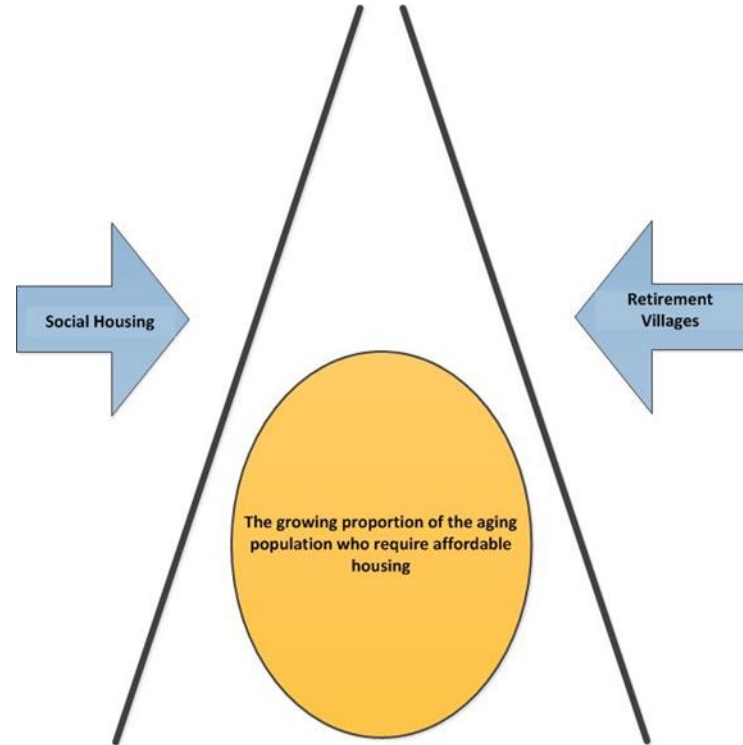 Social Housing
Retirement
Villages
The growing proportion of the aging
population who require affordable
housing